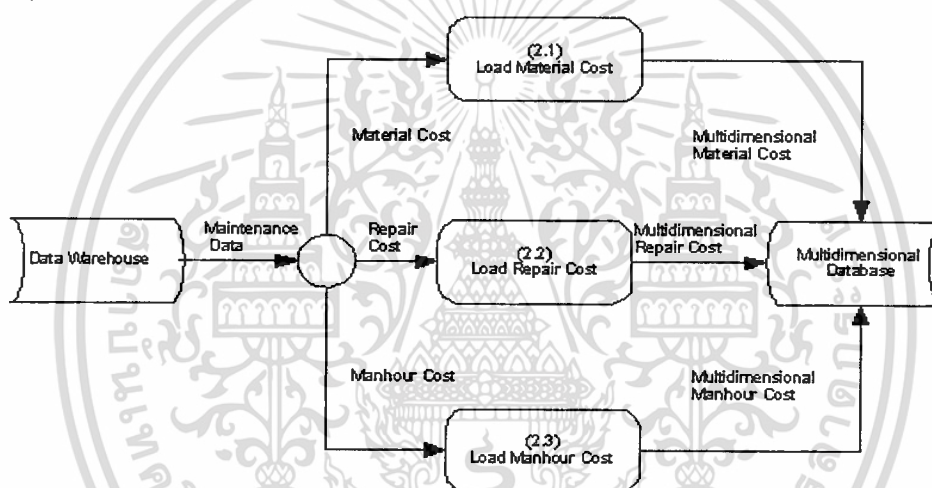 (2.1)
Load Material Cost
Material Cost
Multidimensional
Material Cost
Data Warehouse
Maintenance
Data
Repair
Cost
(2.2)
Load Repair Cost
Multidimensional
Repair Cost
Multidimensional
Database
Manhour Cost
Multidimensional
Manhour Cost
(2.3)
Load Manhour Cost